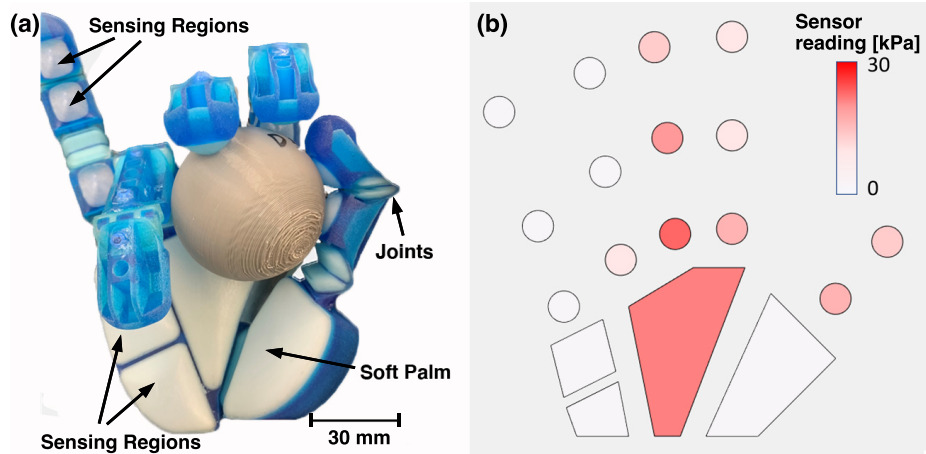 (a)
Sensing Regions
D
Joints
Soft Palm
Sensing Regions
30 mm
(b)
Sensor
reading [kPa]
30
0